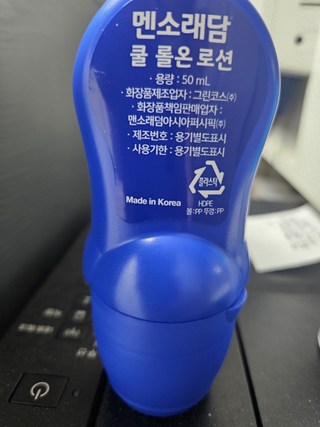 멘소래담®
쿨 롤온 로션
· 용량 : 50 mL
· 화장품제조업자 : 그린코스(주)
· 화장품책임판매업자 :
맨소래담아시아퍼시픽(주)
· 제조번호 : 용기별도표시
· 사용기한 : 용기별도표시
플라스틱
Made in Korea
HDPE
볼:PP 뚜껑:PP